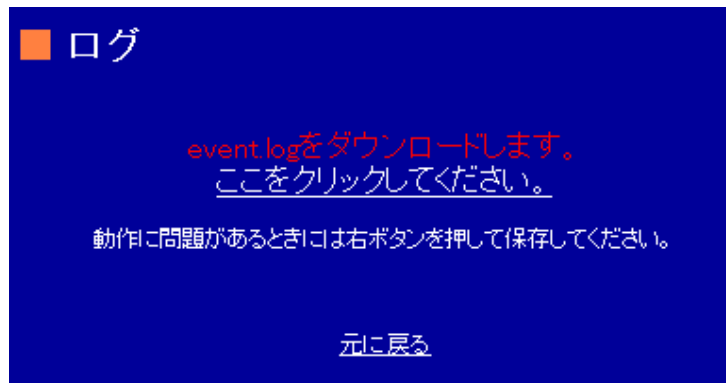 ログ
event.logをダウンロードします。
ここをクリックしてください。
動作に問題があるときには右ボタンを押して保存してください。
元に戻る